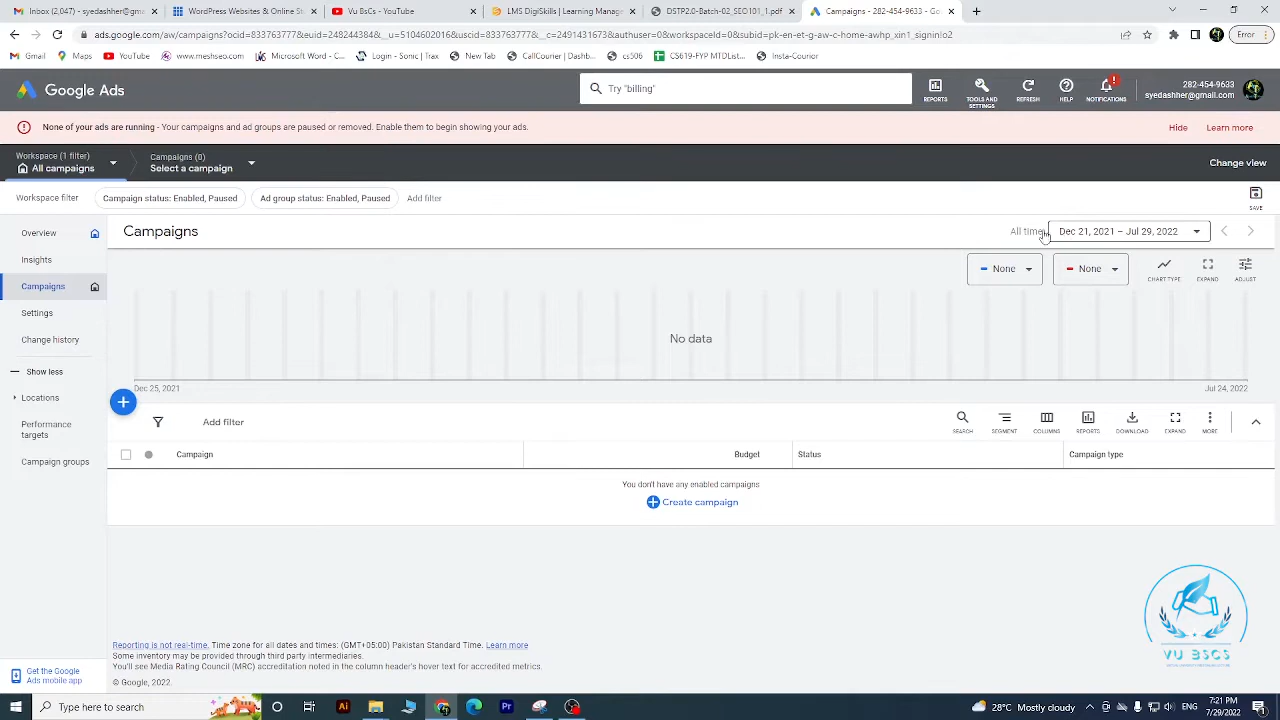 Inbox (2,047) - syedashher@gm
WordPress Websites & Online St
Vu BsCs - YouTube
LMS DigiSkills | Learning Manage
DSTP2.0-Batch-02_SEO101_1.pdf
Campaigns - 282-454-9633 - Goo
ads.google.com/aw/campaigns?ocid=833763777&euid=249244384&__u=5104602016&uscid=833763777&__c=2491431673&authuser=0&workspaceId=0&subid=pk-en-et-g-aw-c-home-awhp_xin1_signin!o2
Error
Gmail
Maps
YouTube
www.meshseo.com
iMetrics Monsoor - C...
Login - Sonic | Trax
New Tab
CallCourier / Dashbo...
cs506
CS619-FYP MTDList...
Insta-Courier
Google Ads
Try "billing"
REPORTS
TOOLS AND SETTINGS
REFRESH
HELP
NOTIFICATIONS
282-454-9633
syedashher@gmail.com
None of your ads are running - Your campaigns and ad groups are paused or removed. Enable them to begin showing your ads.
Hide
Learn more
Workspace (1 filter)
All campaigns
Campaigns (0)
Select a campaign
Change view
Workspace filter
Campaign status: Enabled, Paused
Ad group status: Enabled, Paused
Add filter
SAVE
Overview
Insights
Campaigns
Settings
Change history
Show less
Locations
Performance targets
Campaign groups
Campaigns
All time
Dec 21, 2021 – Jul 29, 2022
None
None
CHART TYPE
EXPAND
ADJUST
No data
Dec 25, 2021
Jul 24, 2022
Add filter
SEARCH
SEGMENT
COLUMNS
REPORTS
DOWNLOAD
EXPAND
MORE
Campaign
Budget
Status
Campaign type
You don't have any enabled campaigns
Create campaign
Reporting is not real-time. Time zone for all dates and times: (GMT+05:00) Pakistan Standard Time. Learn more
Some inventory may be provided through third party intermediaries.
You'll see Media Rating Council (MRC) accreditation noted in the column header's hover text for accredited metrics.
© Google, 2022.
Get the Google Ads mobile app
VU BSCS
Type here to search
29°C Mostly cloudy
7:21 PM
7/29/2022